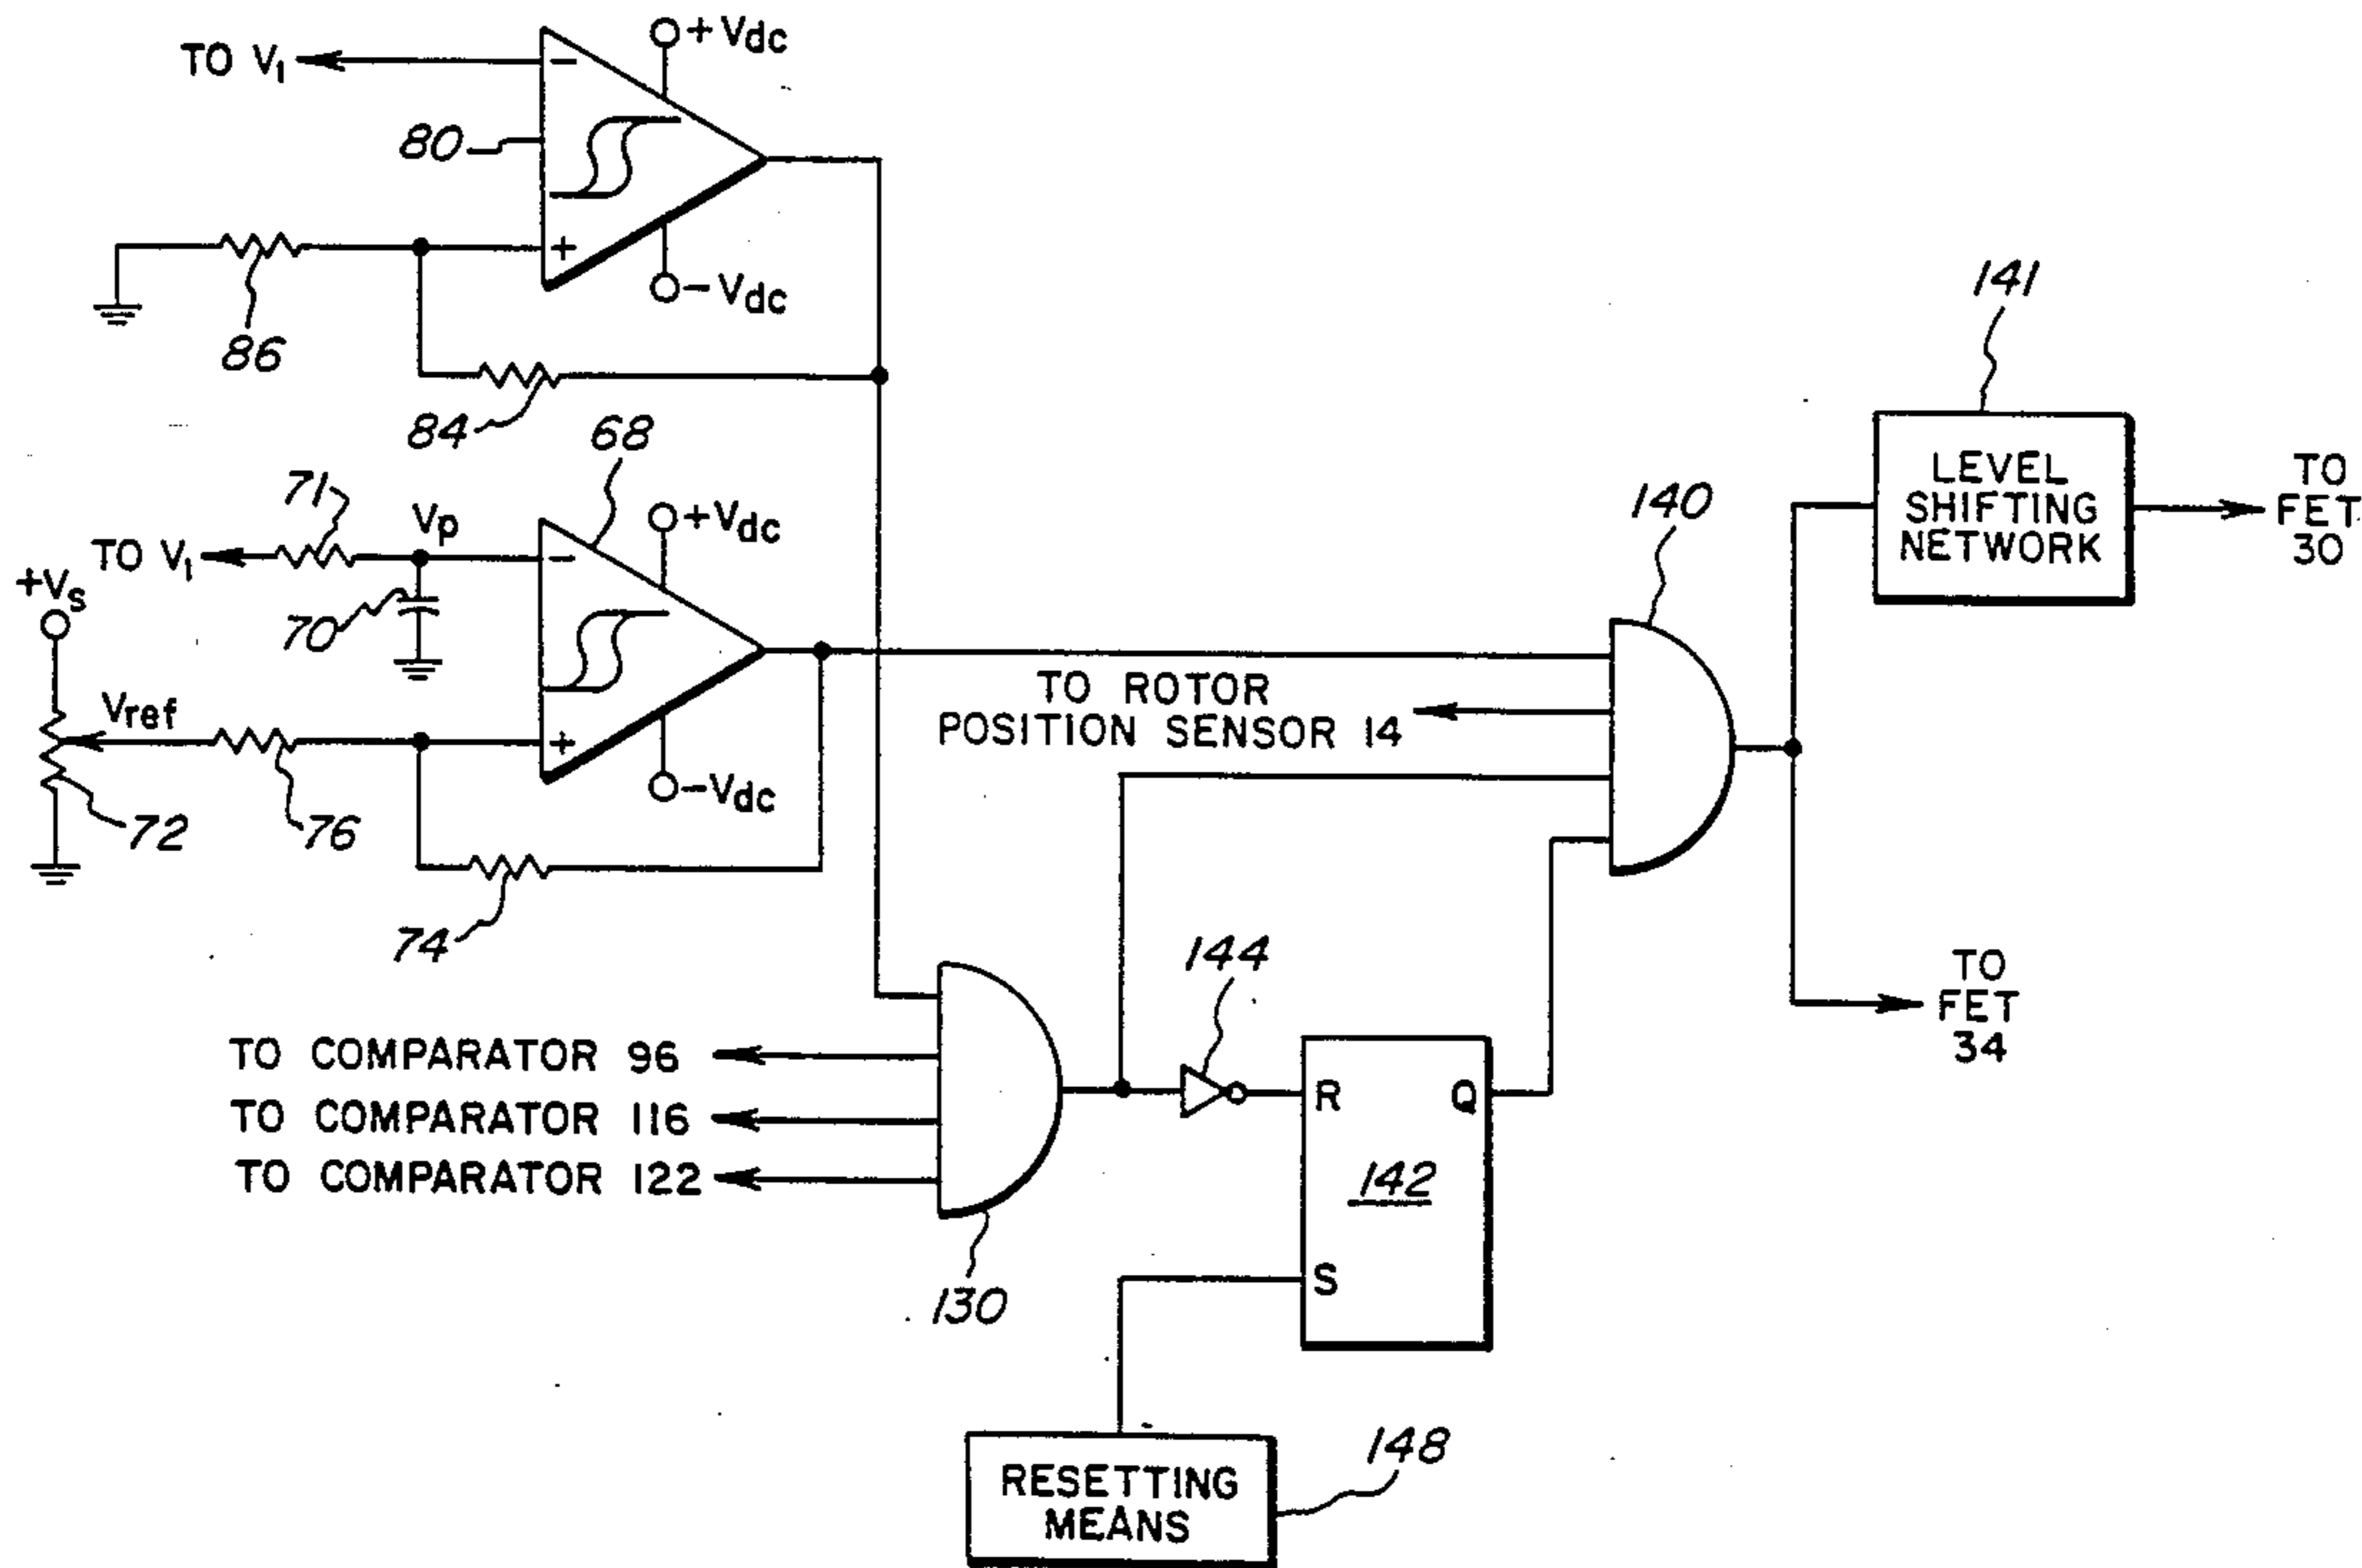 +Vdc
TO V1
80
-Vdc
86
84
68
141
LEVEL
SHIFTING
NETWORK
TO
FET
30
71
Vp
+Vdc
TO V1
140
+Vs
70
TO ROTOR
POSITION SENSOR 14
Vref
-Vdc
72
76
74
144
TO
FET
34
TO COMPARATOR 96
TO COMPARATOR 116
TO COMPARATOR 122
R
Q
142
S
130
148
RESETTING
MEANS